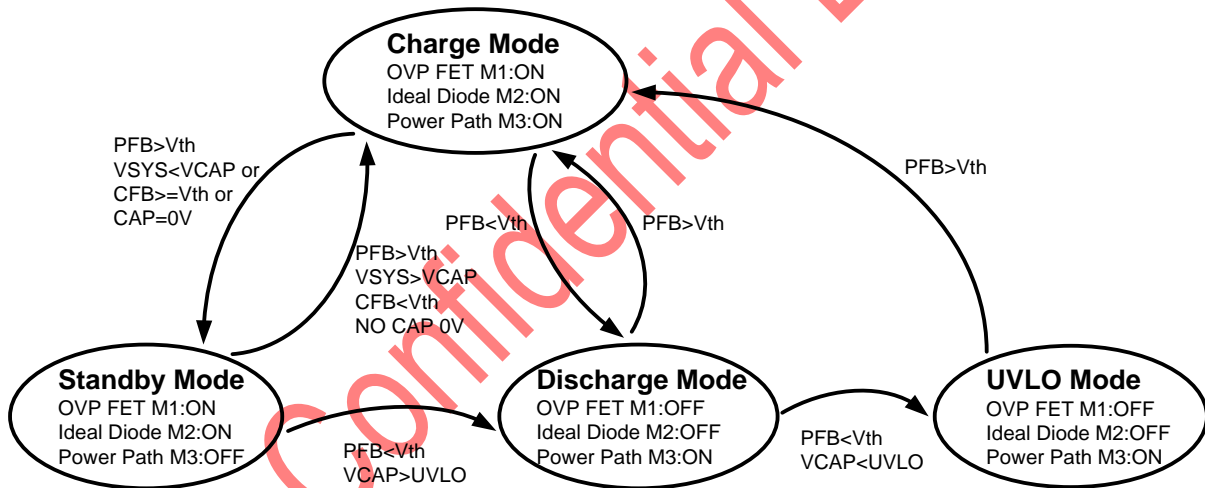 Charge Mode
OVP FET M1:ON
Ideal Diode M2:ON
Power Path M3:ON
PFB>Vth
VSYS<VCAP or
CFB>=Vth or
CAP=0V
PFB>Vth
VSYS>VCAP
CFB<Vth
NO CAP 0V
PFB<Vth
PFB>Vth
PFB>Vth
Standby Mode
OVP FET M1:ON
Ideal Diode M2:ON
Power Path M3:OFF
PFB<Vth
VCAP>UVLO
Discharge Mode
OVP FET M1:OFF
Ideal Diode M2:OFF
Power Path M3:ON
PFB<Vth
VCAP<UVLO
UVLO Mode
OVP FET M1:OFF
Ideal Diode M2:OFF
Power Path M3:ON
Confidential